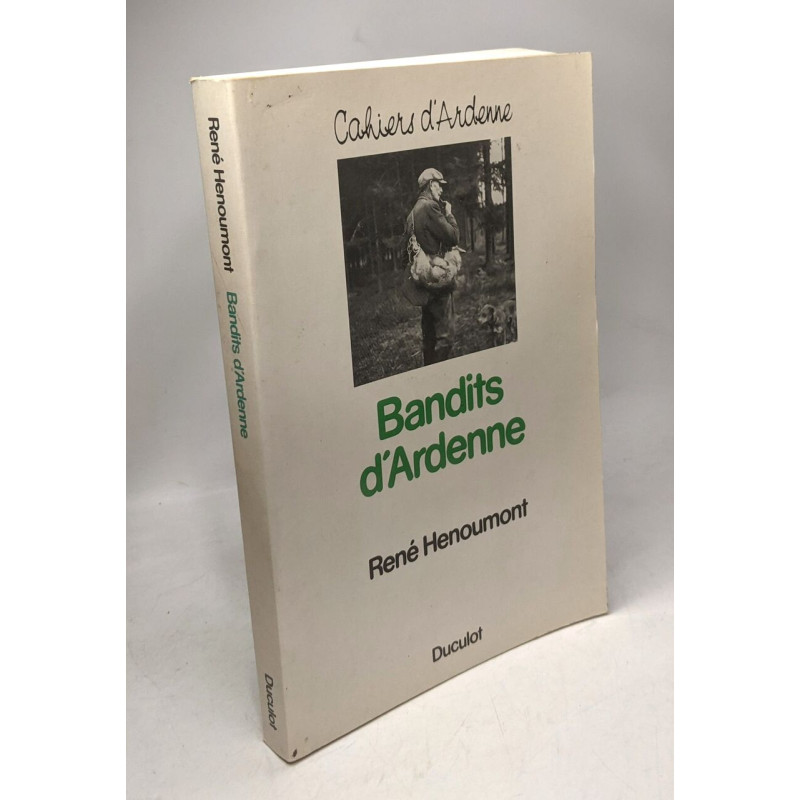 Cahiers d'Ardenne
Bandits
d'Ardenne
René Henoumont
Duculot
René Henoumont Bandits d'Ardenne
Duculot